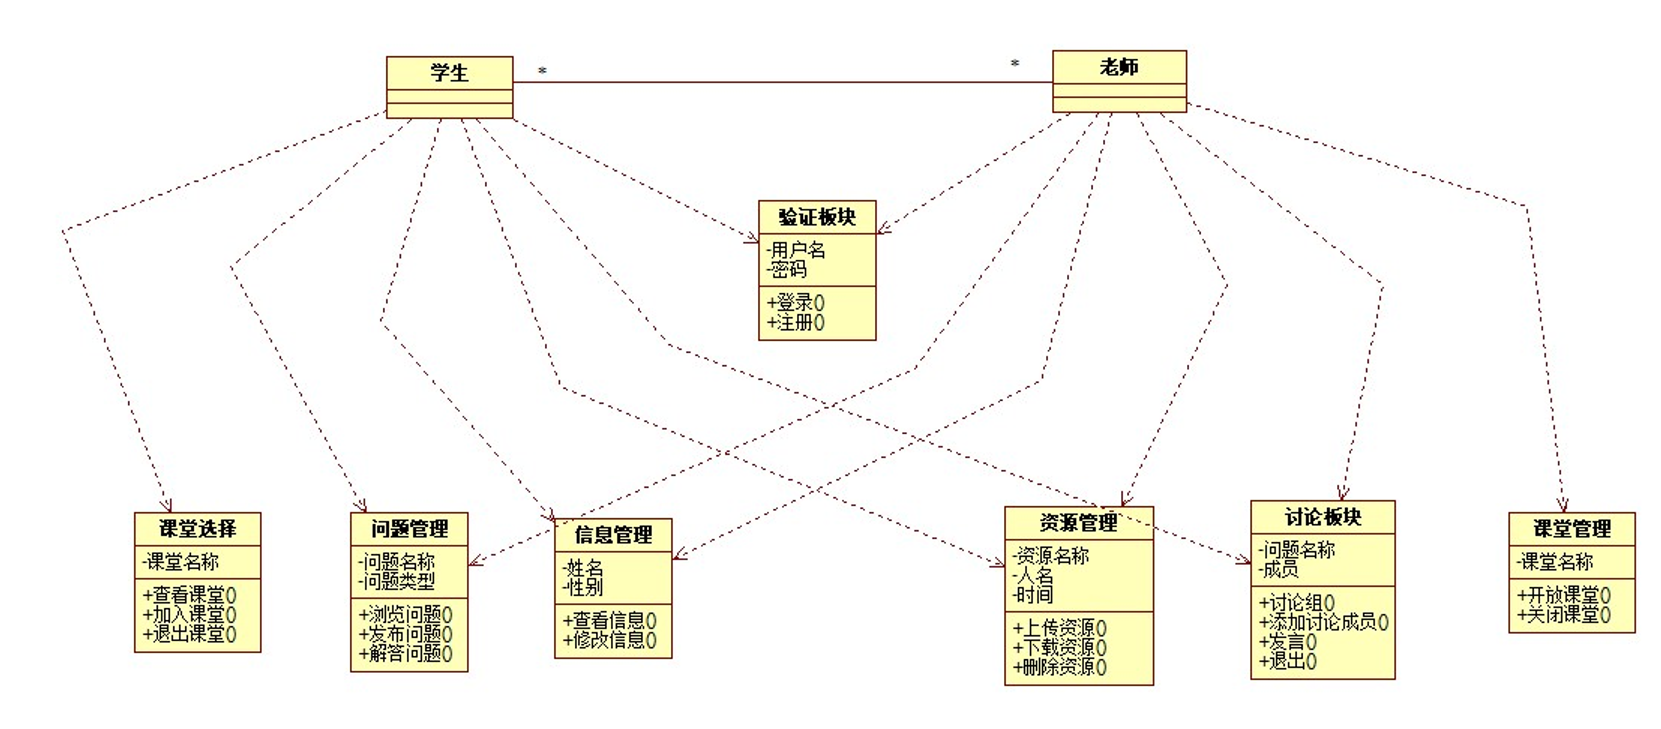 学生
*
*
老师
验证板块
-用户名
-密码
+登录()
+注册()
课堂选择
-课堂名称
+查看课堂()
+加入课堂()
+退出课堂()
问题管理
-问题名称
-问题类型
+浏览问题()
+发布问题()
+解答问题()
信息管理
-姓名
-性别
+查看信息()
+修改信息()
资源管理
-资源名称
-人名
-时间
+上传资源()
+下载资源()
+删除资源()
讨论板块
-问题名称
-成员
+讨论组()
+添加讨论成员()
+发言()
+退出()
课堂管理
-课堂名称
+开放课堂()
+关闭课堂()